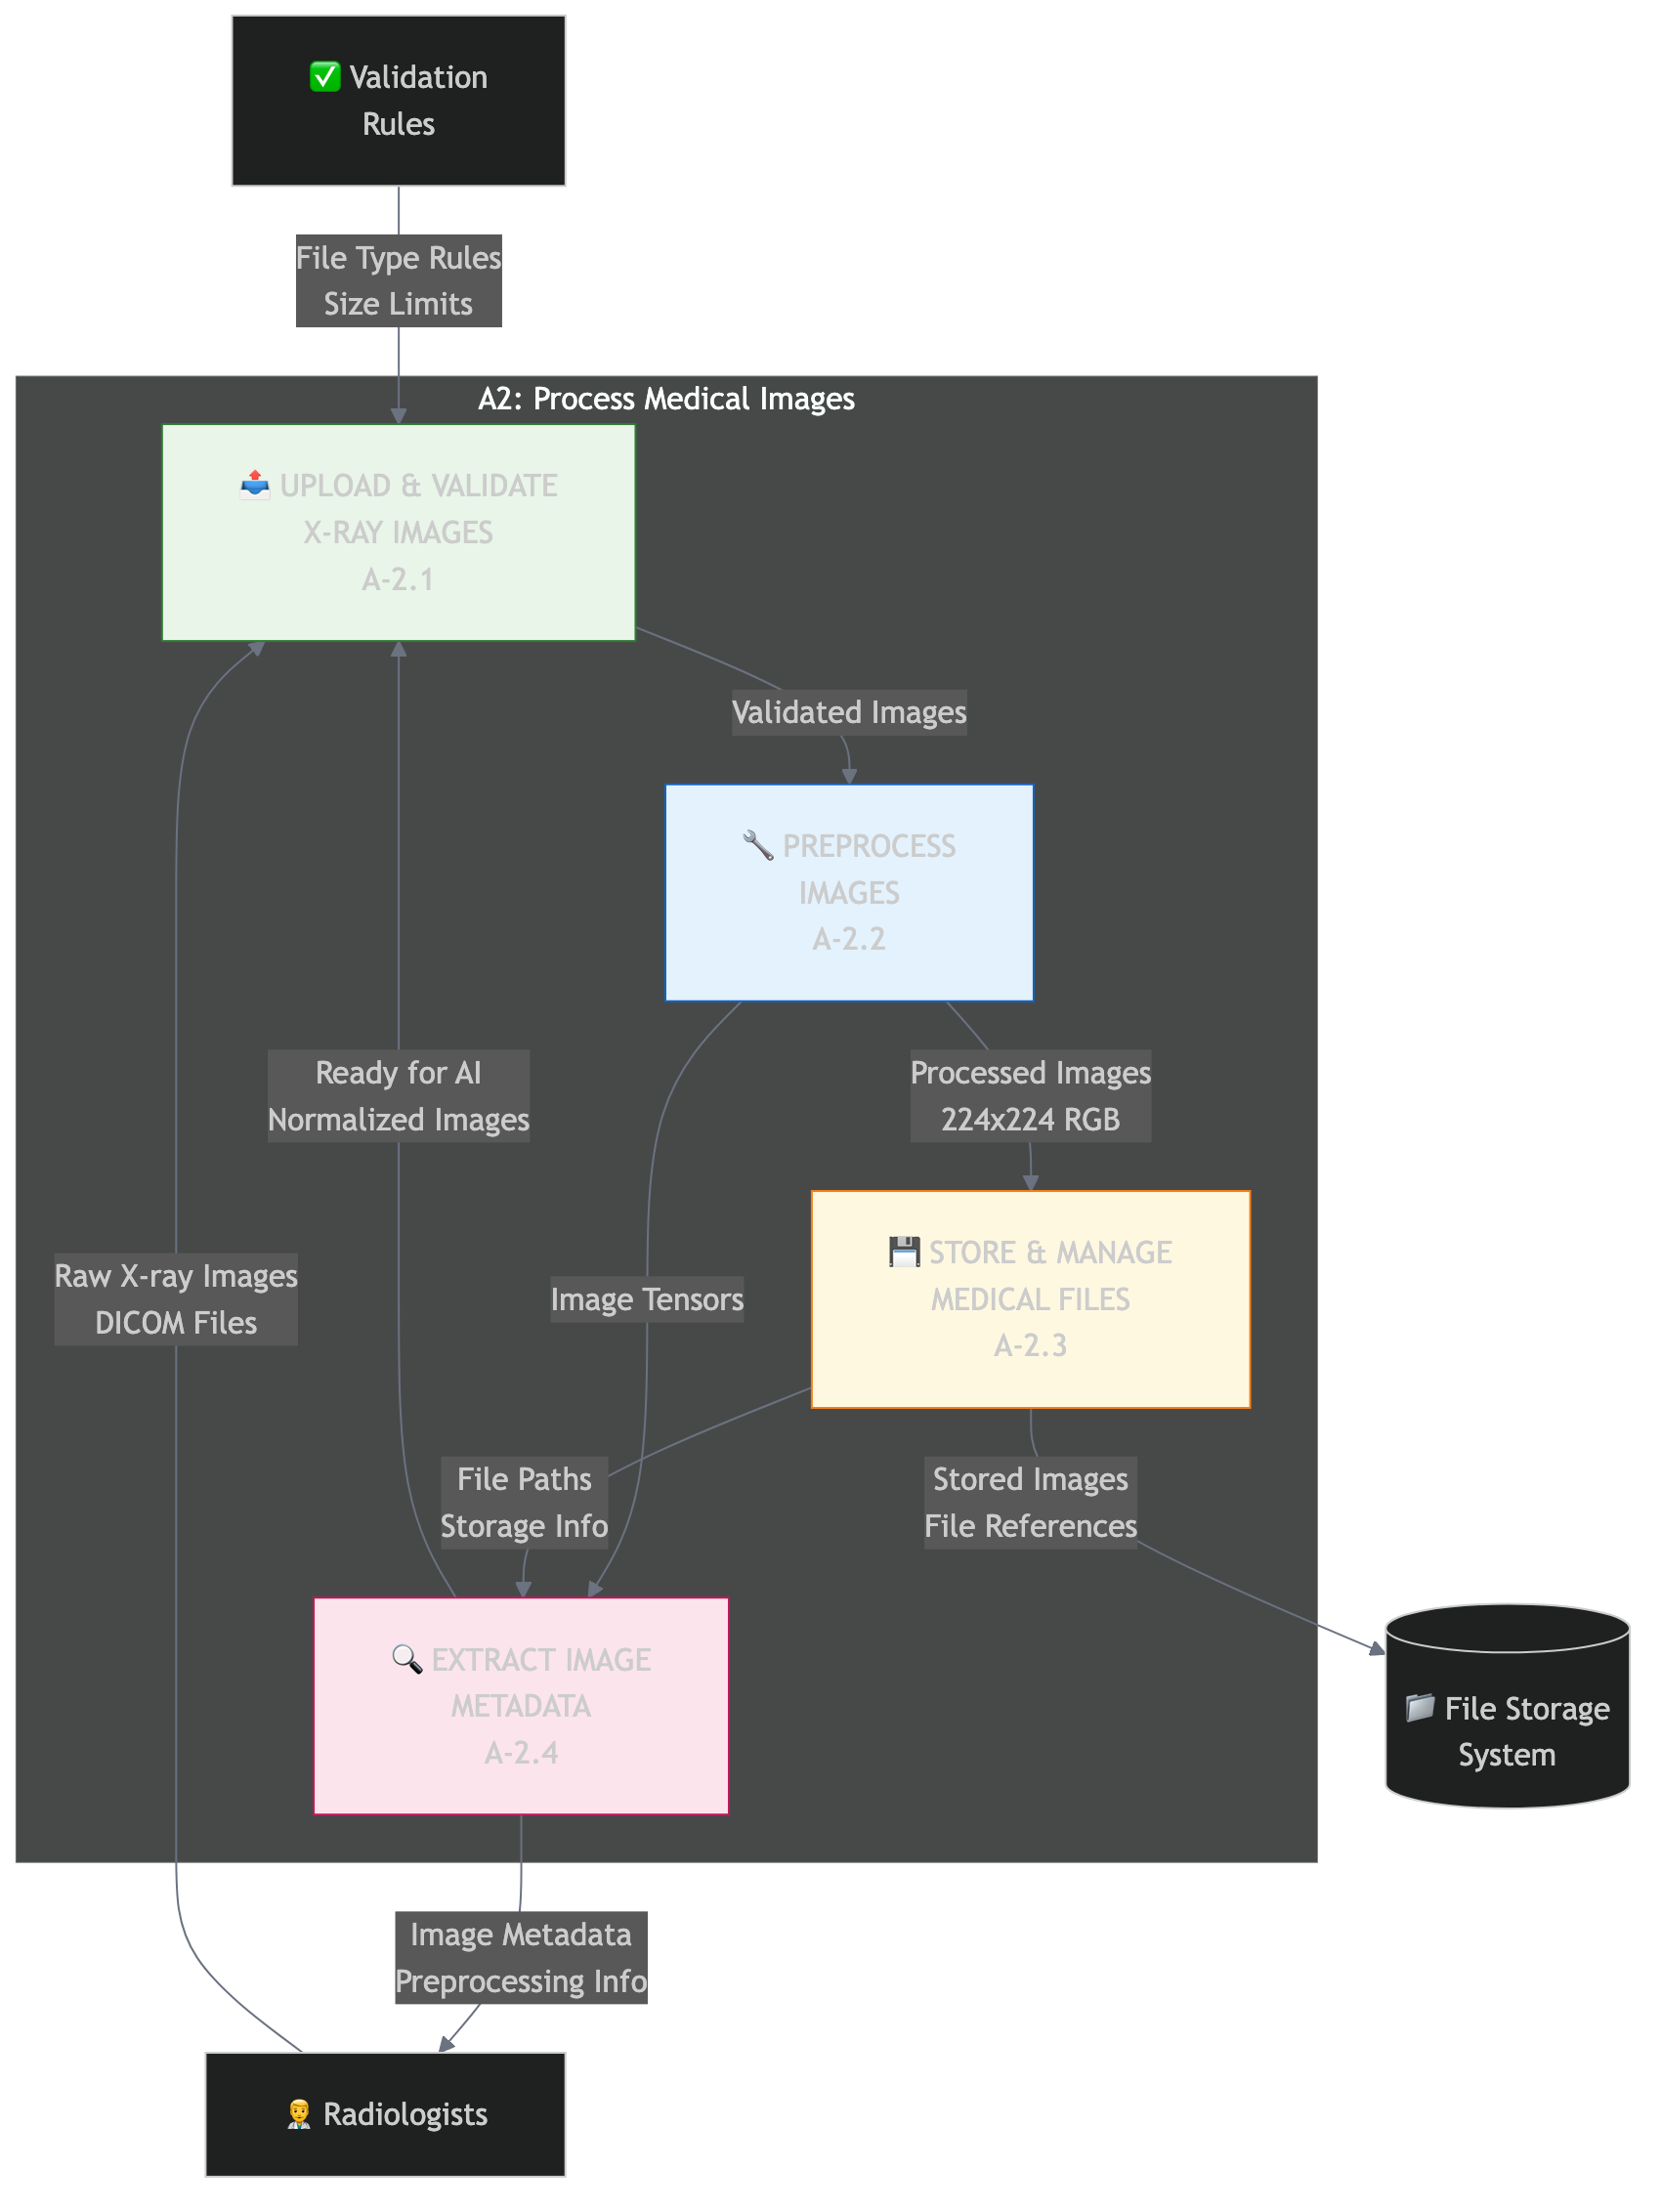 ✅ Validation
Rules
File Type Rules
Size Limits
A2: Process Medical Images
📤 UPLOAD & VALIDATE
X-RAY IMAGES
A-2.1
Validated Images
🔧 PREPROCESS
IMAGES
A-2.2
Ready for AI
Normalized Images
Processed Images
224x224 RGB
Raw X-ray Images
DICOM Files
Image Tensors
💾 STORE & MANAGE
MEDICAL FILES
A-2.3
File Paths
Storage Info
Stored Images
File References
🔍 EXTRACT IMAGE
METADATA
A-2.4
📁 File Storage
System
Image Metadata
Preprocessing Info
👨‍⚕️ Radiologists